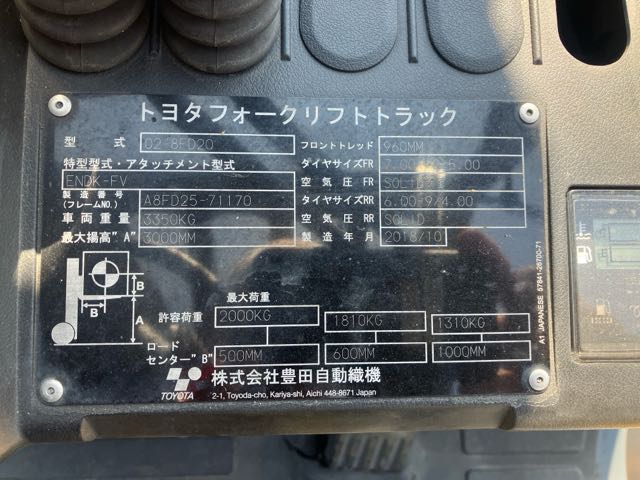 トヨタフォークリフトトラック
型式 02-8FD20 フロントトレッド 960MM
特型型式・アタッチメント型式 タイヤサイズFR
ENDK-FV 空気圧FR SOLID
製造番号(フレームNO.) A8FD25-71170 タイヤサイズRR 6.00-9/4.00
車両重量 3350KG 空気圧RR SOLID
最大揚高"A" 3000MM 製造年月 2018/10
B
B
A
最大荷重
許容荷重 2000KG 1810KG 1310KG
ロードセンター"B" 500MM 600MM 1000MM
TOYOTA 株式会社豊田自動織機
2-1, Toyoda-cho, Kariya-shi, Aichi 448-8671 Japan
A1 JAPANESE 57841-26700-71